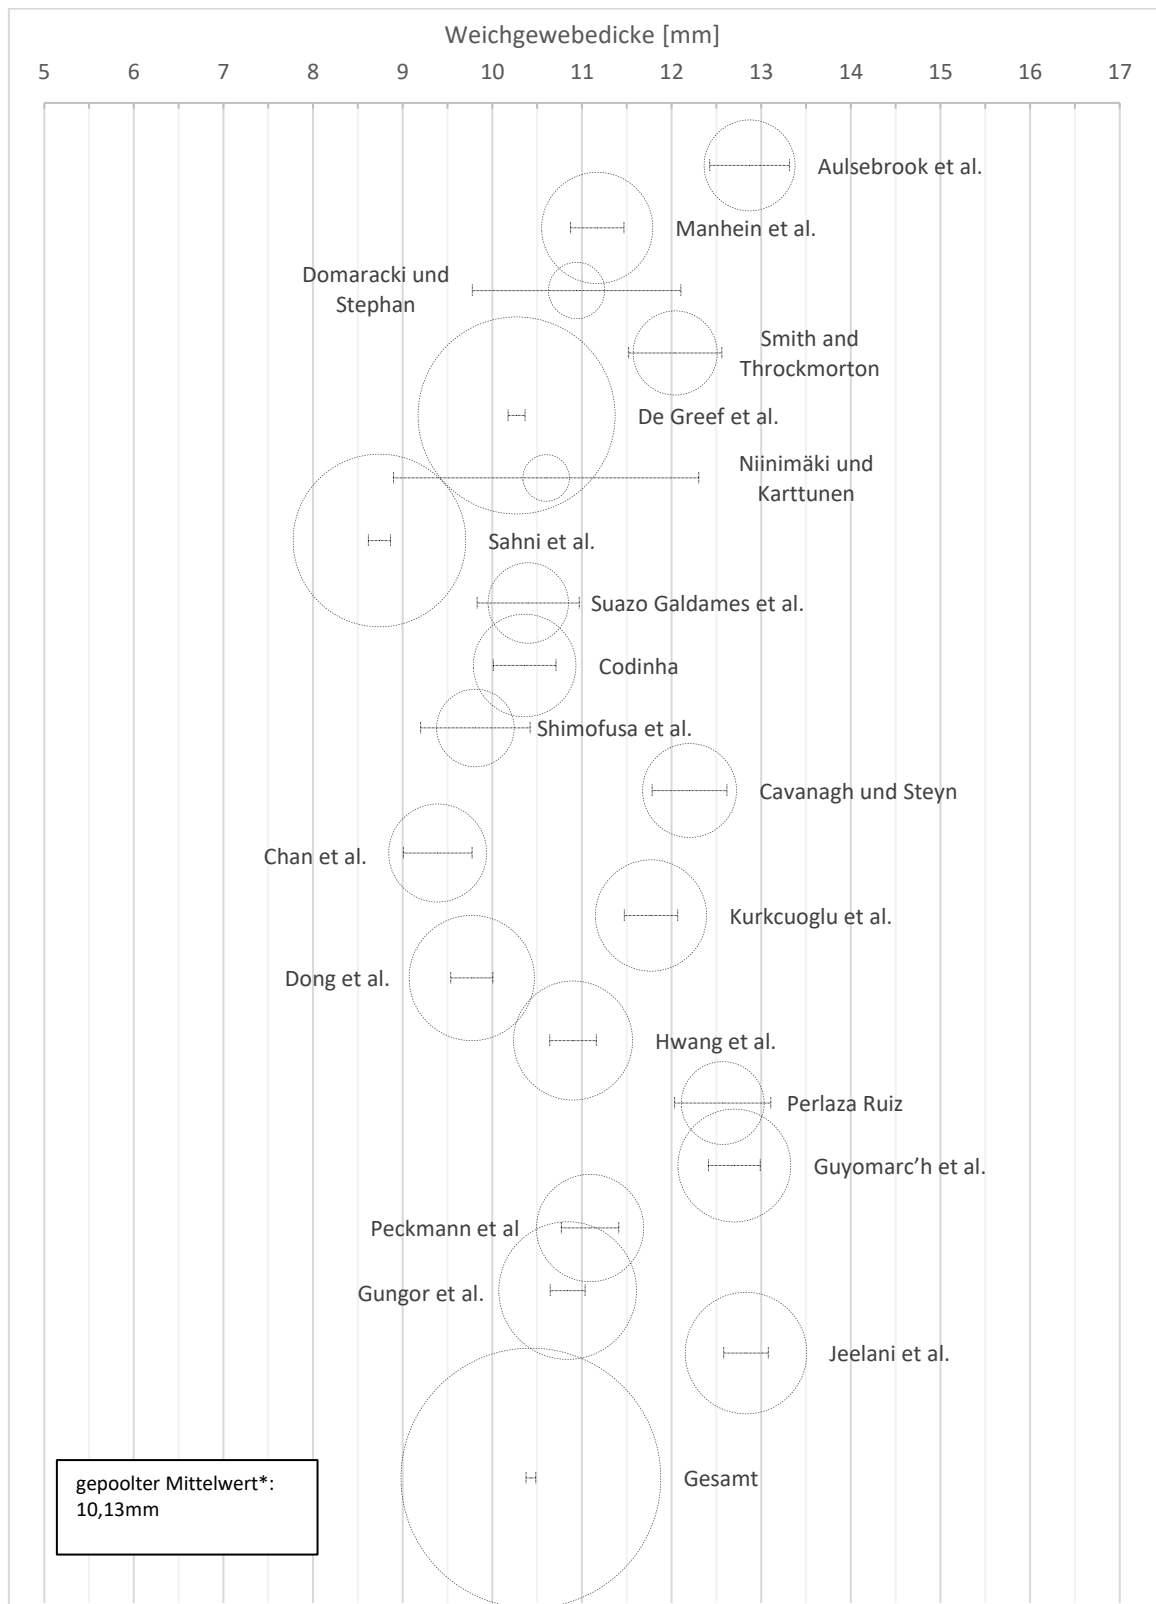 Weichgewebedicke [mm]
5 6 7 8 9 10 11 12 13 14 15 16 17
Aulsebrook et al.
Manhein et al.
Domaracki und
Stephan
Smith and
Throckmorton
De Greef et al.
Niinimäki und
Karttunen
Sahni et al.
Suazo Galdames et al.
Codinha
Shimofusa et al.
Cavanagh und Steyn
Chan et al.
Kurkcuoglu et al.
Dong et al.
Hwang et al.
Perlaza Ruiz
Guyomarc’h et al.
Peckmann et al
Gungor et al.
Jeelani et al.
Gesamt
gepoolter Mittelwert*:
10,13mm